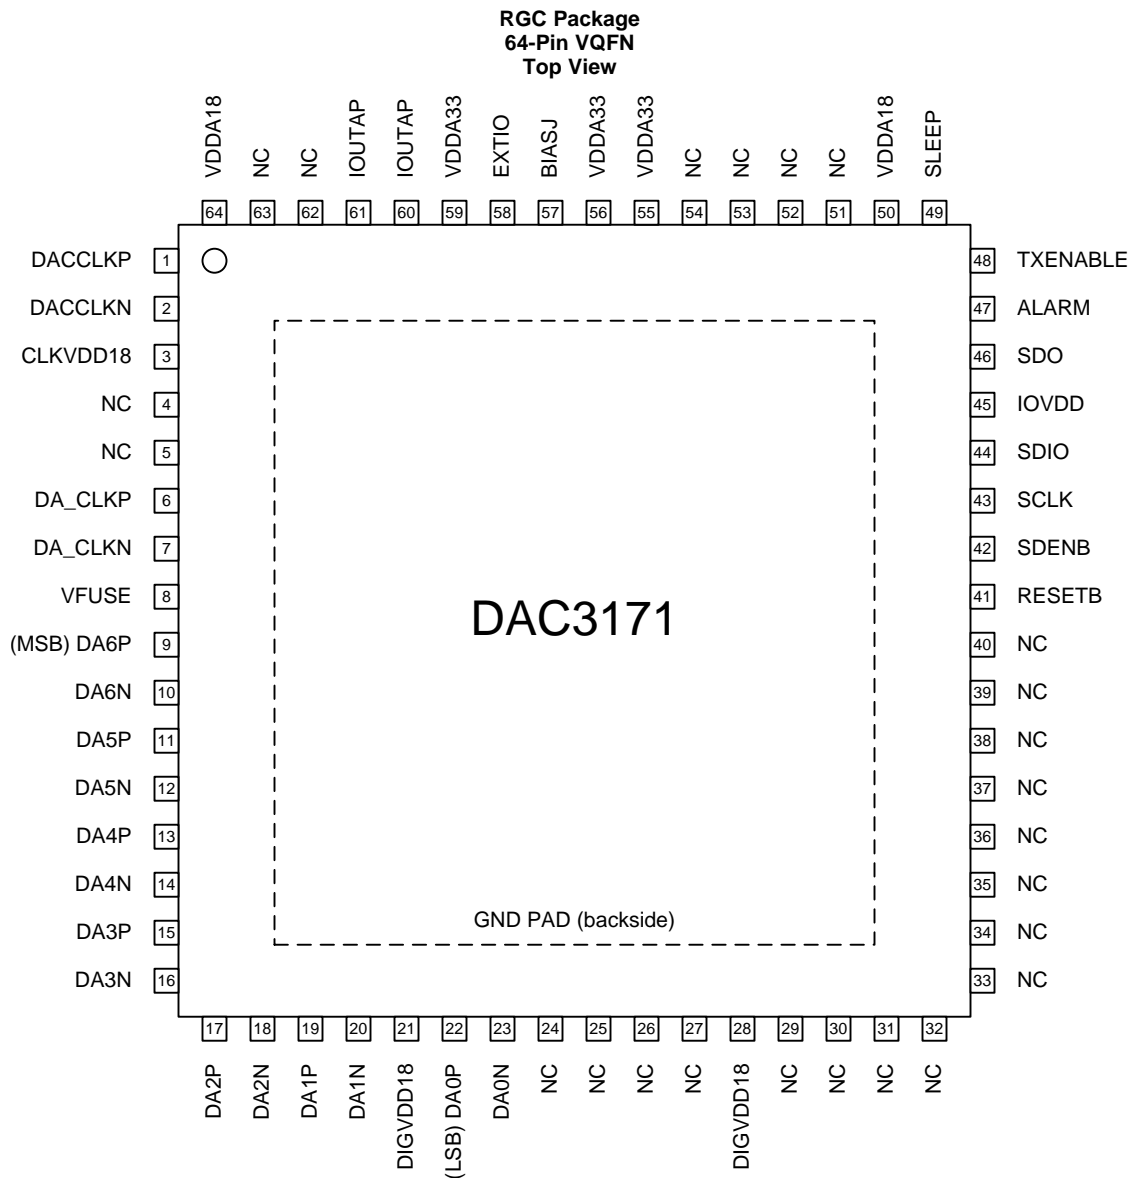 RGC Package
64-Pin VQFN
Top View
VDDA18 NC NC IOUTAP IOUTAP VDDA33 EXTIO BIASJ VDDA33 VDDA33 NC NC NC NC VDDA18 SLEEP
64 63 62 61 60 59 58 57 56 55 54 53 52 51 50 49
DACCLKP 1 48 TXENABLE
DACCLKN 2 47 ALARM
CLKVDD18 3 46 SDO
NC 4 45 IOVDD
NC 5 44 SDIO
DA_CLKP 6 43 SCLK
DA_CLKN 7 42 SDENB
VFUSE 8 41 RESETB
DAC3171
(MSB) DA6P 9 40 NC
DA6N 10 39 NC
DA5P 11 38 NC
DA5N 12 37 NC
DA4P 13 36 NC
DA4N 14 35 NC
GND PAD (backside)
DA3P 15 34 NC
DA3N 16 33 NC
17 18 19 20 21 22 23 24 25 26 27 28 29 30 31 32
DA2P DA2N DA1P DA1N DIGVDD18 (LSB) DA0P DA0N NC NC NC NC DIGVDD18 NC NC NC NC